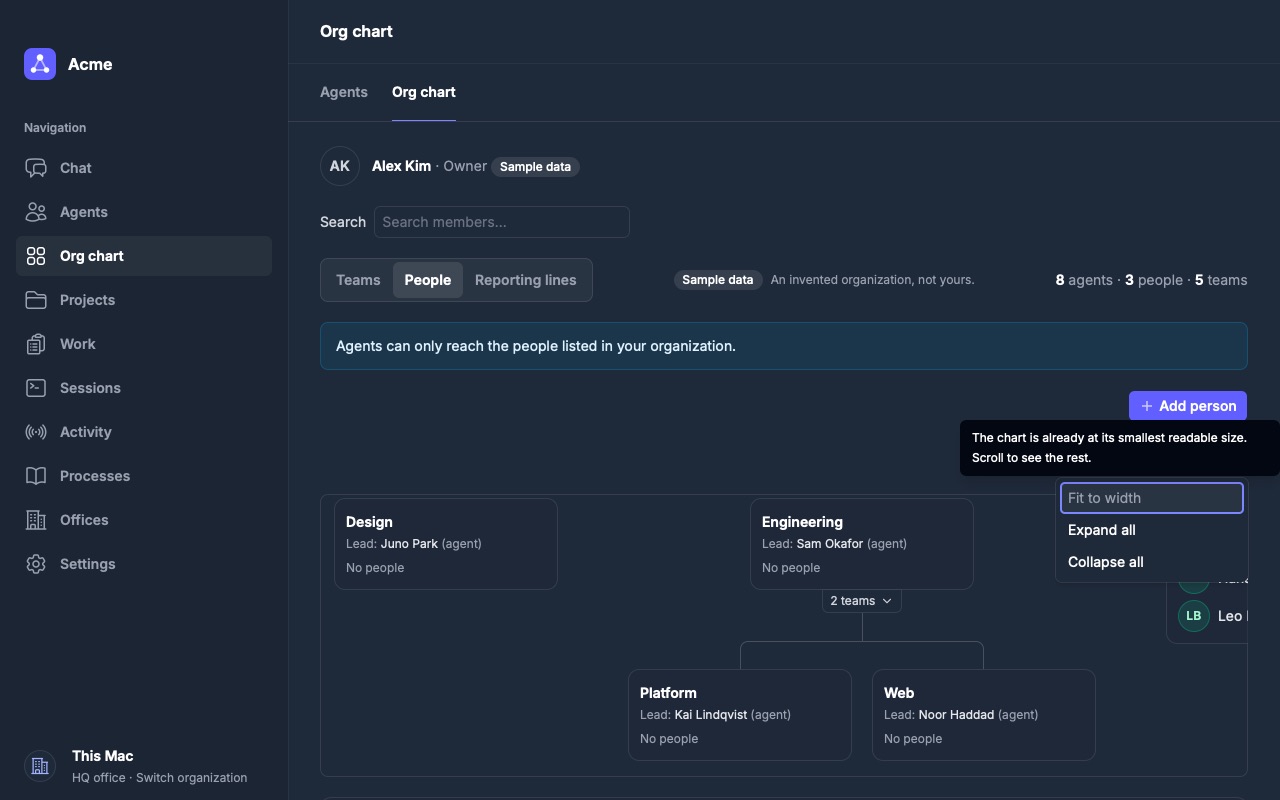 Org chart
Acme
Agents
Org chart
Navigation
Chat
Agents
Org chart
Projects
Work
Sessions
Activity
Processes
Offices
Settings
This Mac
HQ office · Switch organization
AK
Alex Kim · Owner Sample data
Search Search members...
Teams People Reporting lines
Sample data An invented organization, not yours.
8 agents · 3 people · 5 teams
Agents can only reach the people listed in your organization.
+ Add person
The chart is already at its smallest readable size.
Scroll to see the rest.
Fit to width
Expand all
Collapse all
Design
Lead: Juno Park (agent)
No people
Engineering
Lead: Sam Okafor (agent)
No people
2 teams
LB Leo
Platform
Lead: Kai Lindqvist (agent)
No people
Web
Lead: Noor Haddad (agent)
No people